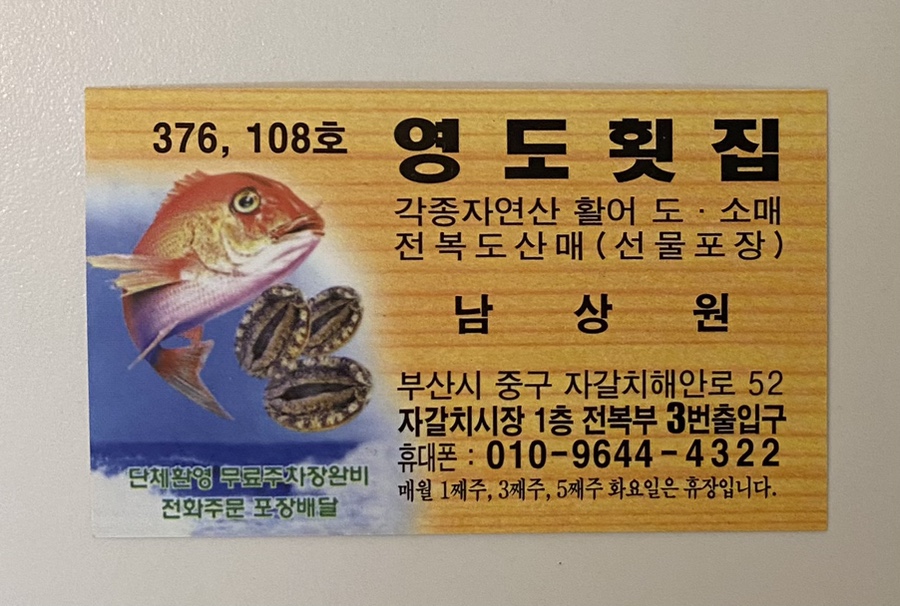 376, 108호
영도횟집
각종자연산 활어 도·소매
전복도산매(선물포장)
남상원
부산시 중구 자갈치해안로 52
자갈치시장 1층 전복부 3번출입구
휴대폰 : 010-9644-4322
매월 1째주, 3째주, 5째주 화요일은 휴장입니다.
단체환영 무료주차장완비
전화주문 포장배달